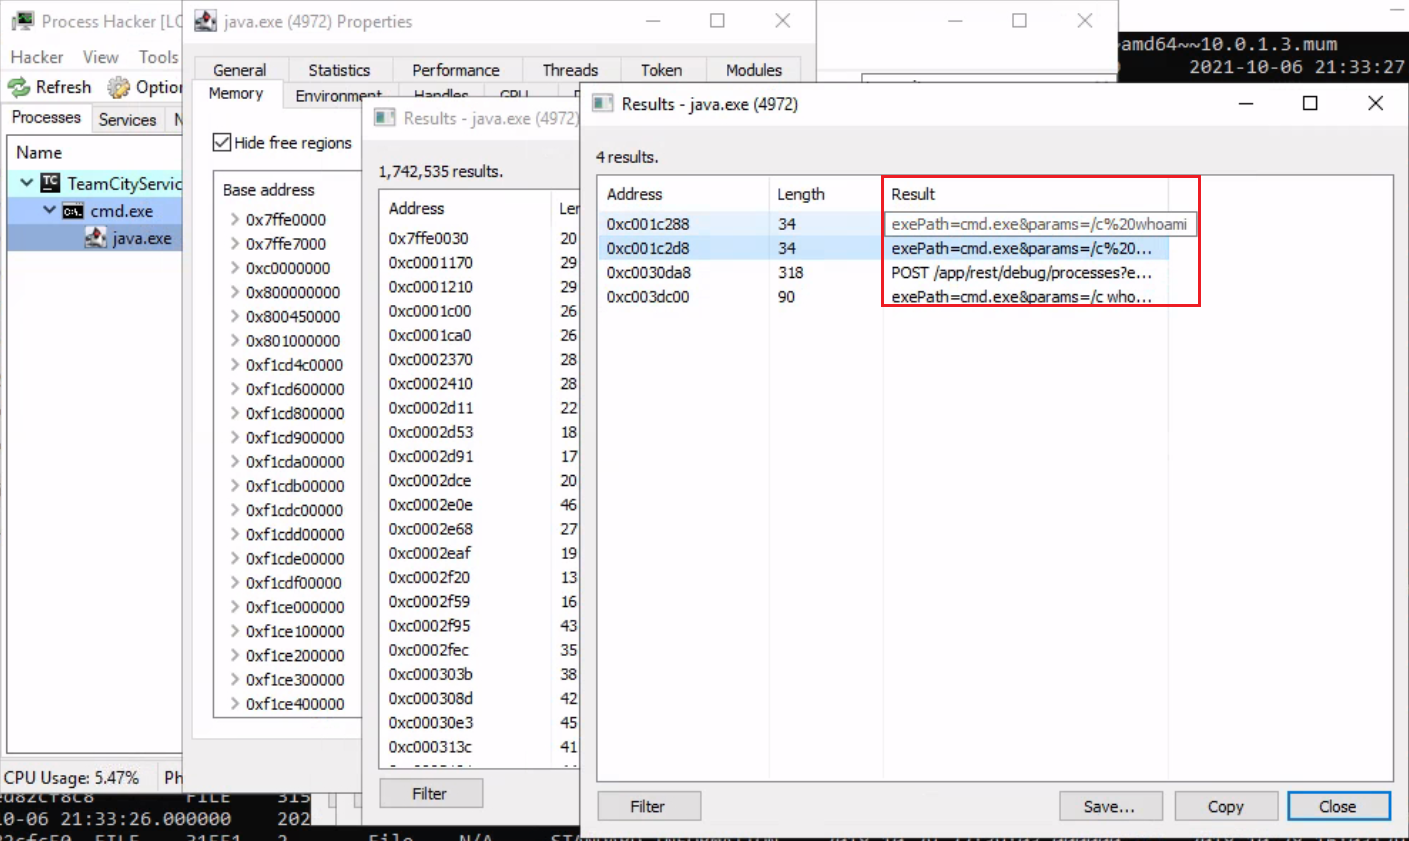 Process Hacker [LC
Hacker View Tools
Refresh Option
Processes Services N
Name
TeamCityServic
cmd.exe
java.exe
CPU Usage: 5.47% Ph
java.exe (4972) Properties
General Statistics Performance Threads Token Modules
Memory Environment Handles GPU
Hide free regions
Base address
0x7ffe0000
0x7ffe7000
0xc0000000
0x800000000
0x800450000
0x801000000
0xf1cd4c0000
0xf1cd600000
0xf1cd800000
0xf1cd900000
0xf1cda00000
0xf1cdb00000
0xf1cdc00000
0xf1cdd00000
0xf1cde00000
0xf1cdf00000
0xf1ce000000
0xf1ce100000
0xf1ce200000
0xf1ce300000
0xf1ce400000
Results - java.exe (4972)
1,742,535 results.
Address Ler
0x7ffe0030 20
0xc0001170 29
0xc0001210 29
0xc0001c00 26
0xc0001ca0 26
0xc0002370 28
0xc0002410 28
0xc0002d11 22
0xc0002d53 18
0xc0002d91 17
0xc0002dce 20
0xc0002e0e 46
0xc0002e68 27
0xc0002eaf 19
0xc0002f20 13
0xc0002f59 16
0xc0002f95 43
0xc0002fec 35
0xc000303b 38
0xc000308d 42
0xc00030e3 45
0xc000313c 41
Filter
Results - java.exe (4972)
4 results.
Address Length Result
0xc001c288 34 exePath=cmd.exe&params=/c%20whoami
0xc001c2d8 34 exePath=cmd.exe&params=/c%20...
0xc0030da8 318 POST /app/rest/debug/processes?e...
0xc003dc00 90 exePath=cmd.exe&params=/c who...
Filter Save... Copy Close
amd64~~10.0.1.3.mum
2021-10-06 21:33:27
FILE 315
10-06 21:33:26.000000 202
FILE 31551 2 File N/A STANDARD INFORMATION